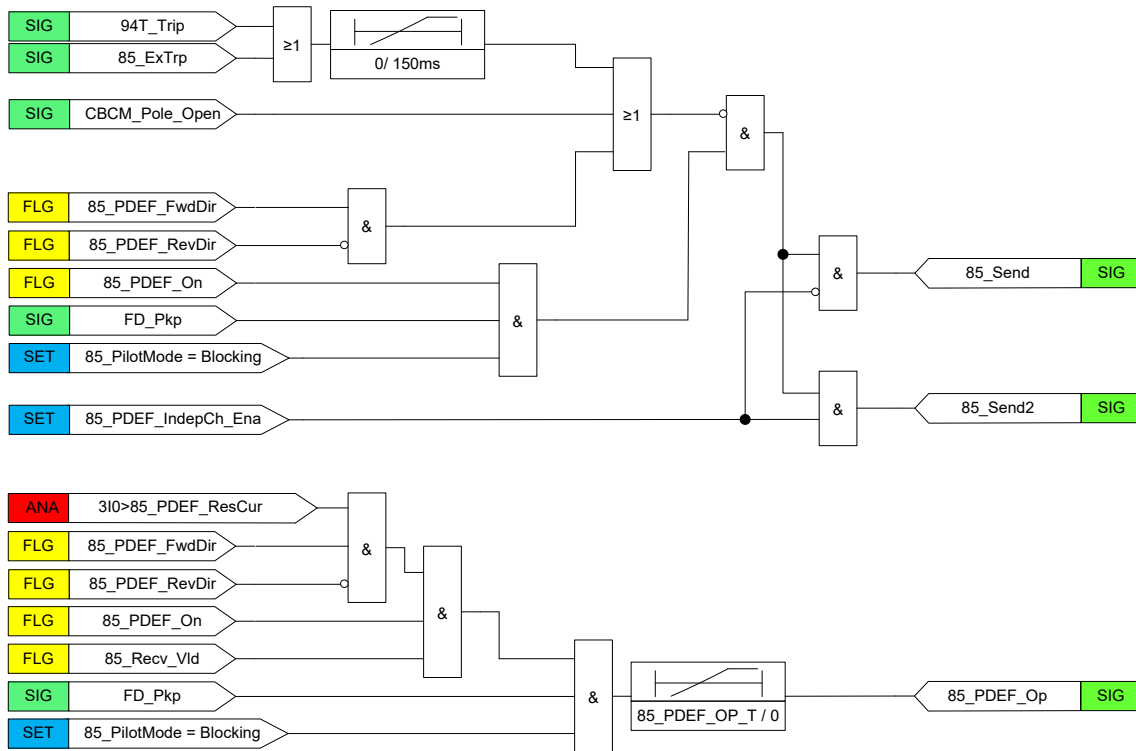 SIG 94T_Trip
SIG 85_ExTrp
≥1
0/ 150ms
SIG CBCM_Pole_Open
≥1
&
FLG 85_PDEF_FwdDir
FLG 85_PDEF_RevDir
&
FLG 85_PDEF_On
SIG FD_Pkp
SET 85_PilotMode = Blocking
&
SET 85_PDEF_IndepCh_Ena
&
85_Send SIG
&
85_Send2 SIG
ANA 3I0>85_PDEF_ResCur
FLG 85_PDEF_FwdDir
FLG 85_PDEF_RevDir
&
FLG 85_PDEF_On
FLG 85_Recv_Vld
&
SIG FD_Pkp
SET 85_PilotMode = Blocking
&
85_PDEF_OP_T / 0
85_PDEF_Op SIG